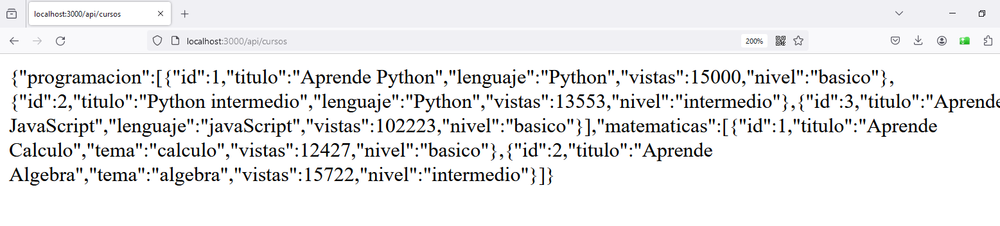 localhost:3000/api/cursos
localhost:3000/api/cursos
200%
{"programacion":[{"id":1,"titulo":"Aprende Python","lenguaje":"Python","vistas":15000,"nivel":"basico"},
{"id":2,"titulo":"Python intermedio","lenguaje":"Python","vistas":13553,"nivel":"intermedio"},{"id":3,"titulo":"Aprende
JavaScript","lenguaje":"javaScript","vistas":102223,"nivel":"basico"}],"matematicas":[{"id":1,"titulo":"Aprende
Calculo","tema":"calculo","vistas":12427,"nivel":"basico"},{"id":2,"titulo":"Aprende
Algebra","tema":"algebra","vistas":15722,"nivel":"intermedio"}]}